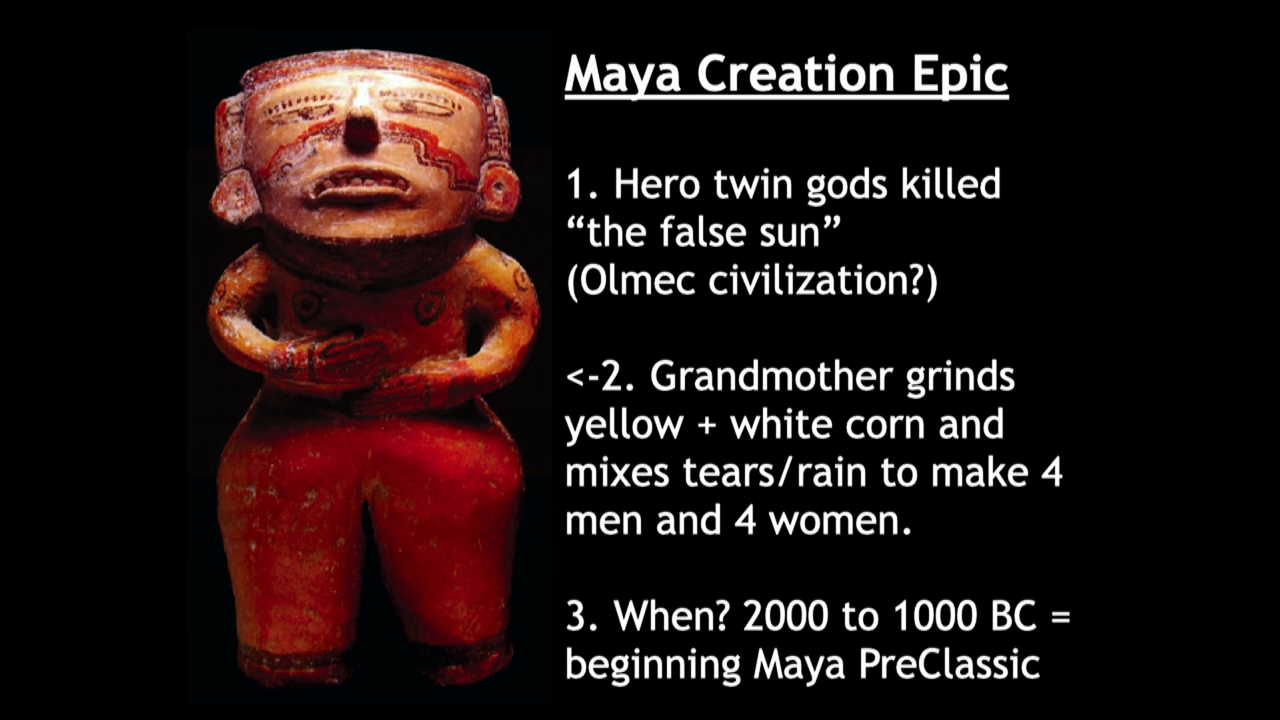 Maya Creation Epic
1. Hero twin gods killed
“the false sun”
(Olmec civilization?)
<-2. Grandmother grinds
yellow + white corn and
mixes tears/rain to make 4
men and 4 women.
3. When? 2000 to 1000 BC =
beginning Maya PreClassic